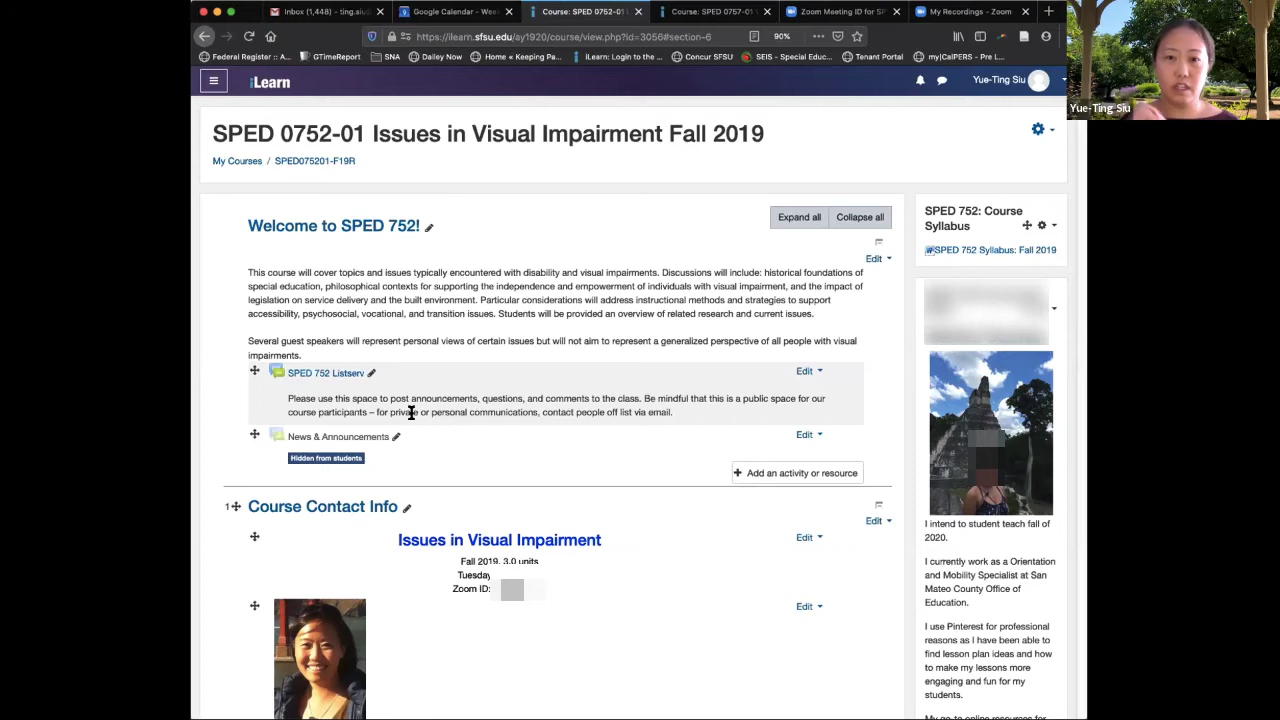 Inbox (1,448) - ting.siu
Google Calendar - Wee
Course: SPED 0752-01
Course: SPED 0757-01
Zoom Meeting ID for SP
My Recordings - Zoom
https://ilearn.sfsu.edu/ay1920/course/view.php?id=3056#section-6
90%
Federal Register :: A...
GTimeReport
SNA
Dailey Now
Home « Keeping Pa...
iLearn: Login to the ...
Concur SFSU
SEIS - Special Educ...
Tenant Portal
my|CalPERS - Pre L...
iLearn
Yue-Ting Siu
Yue-Ting Siu
SPED 0752-01 Issues in Visual Impairment Fall 2019
My Courses / SPED075201-F19R
Expand all
Collapse all
Welcome to SPED 752!
Edit
This course will cover topics and issues typically encountered with disability and visual impairments. Discussions will include: historical foundations of
special education, philosophical contexts for supporting the independence and empowerment of individuals with visual impairment, and the impact of
legislation on service delivery and the built environment. Particular considerations will address instructional methods and strategies to support
accessibility, psychosocial, vocational, and transition issues. Students will be provided an overview of related research and current issues.
Several guest speakers will represent personal views of certain issues but will not aim to represent a generalized perspective of all people with visual
impairments.
SPED 752 Listserv
Edit
Please use this space to post announcements, questions, and comments to the class. Be mindful that this is a public space for our
course participants – for private or personal communications, contact people off list via email.
News & Announcements
Edit
Hidden from students
Add an activity or resource
1
Course Contact Info
Edit
Issues in Visual Impairment
Edit
Fall 2019, 3.0 units
Tuesday
Zoom ID:
Edit
SPED 752: Course
Syllabus
SPED 752 Syllabus: Fall 2019
I intend to student teach fall of
2020.
I currently work as a Orientation
and Mobility Specialist at San
Mateo County Office of
Education.
I use Pinterest for professional
reasons as I have been able to
find lesson plan ideas and how
to make my lessons more
engaging and fun for my
students.
My go-to online resources for